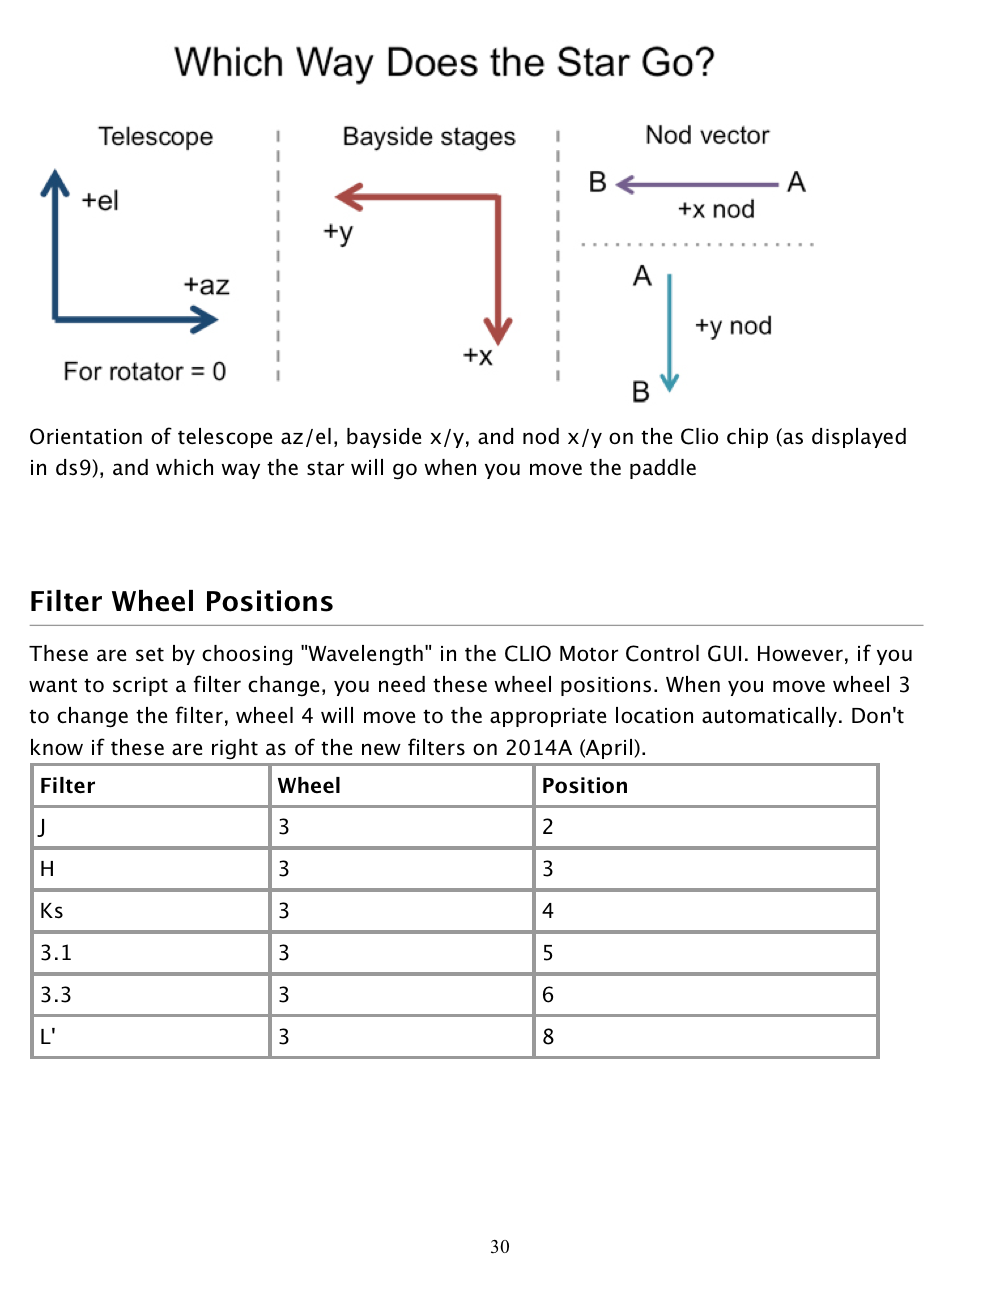 Which Way Does the Star Go?
Telescope
+el
+az
For rotator = 0
Bayside stages
+y
+x
Nod vector
B A
+x nod
A
+y nod
B
Orientation of telescope az/el, bayside x/y, and nod x/y on the Clio chip (as displayed
in ds9), and which way the star will go when you move the paddle
Filter Wheel Positions
These are set by choosing "Wavelength" in the CLIO Motor Control GUI. However, if you
want to script a filter change, you need these wheel positions. When you move wheel 3
to change the filter, wheel 4 will move to the appropriate location automatically. Don't
know if these are right as of the new filters on 2014A (April).
Filter Wheel Position
J 3 2
H 3 3
Ks 3 4
3.1 3 5
3.3 3 6
L' 3 8
30